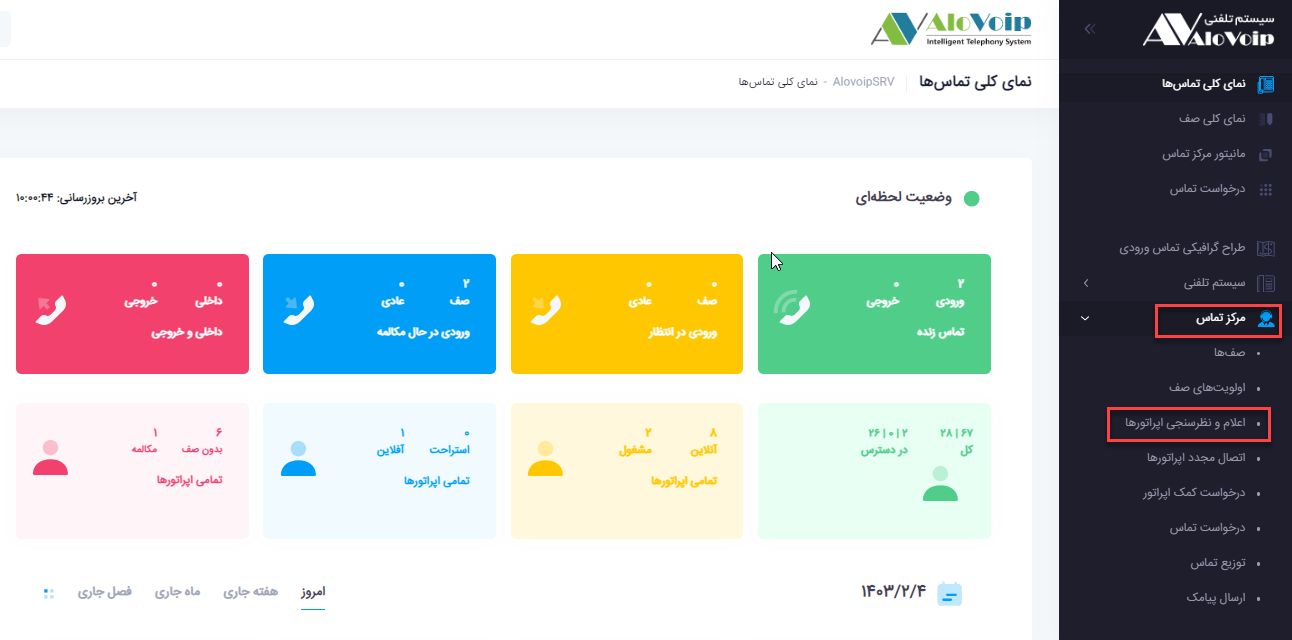 سیستم تلفنی
AloVoip
نمای کلی تماس‌ها
نمای کلی صف
مانیتور مرکز تماس
درخواست تماس
طراح گرافیکی تماس ورودی
سیستم تلفنی
مرکز تماس
صف‌ها
اولویت‌های صف
اعلام و نظرسنجی اپراتورها
اتصال مجدد اپراتورها
درخواست کمک اپراتور
درخواست تماس
توزیع تماس
ارسال پیامک
AloVoip
Intelligent Telephony System
نمای کلی تماس‌ها
AlovoipSRV - نمای کلی تماس‌ها
وضعیت لحظه‌ای
آخرین بروزرسانی: ۱۰:۰۰:۴۴
۲ ۰
ورودی خروجی
تماس زنده
۰ ۰
صف عادی
ورودی در انتظار
۲ ۰
صف عادی
ورودی در حال مکالمه
۰ ۰
داخلی خروجی
داخلی و خروجی
۲۸ | ۶۷ ۲۶ | ۰ | ۲
کل در دسترس
۸ ۲
آنلاین مشغول
تمامی اپراتورها
۰ ۱
استراحت آفلاین
تمامی اپراتورها
۶ ۱
بدون صف مکالمه
تمامی اپراتورها
۱۴۰۳/۲/۴
امروز هفته جاری ماه جاری فصل جاری